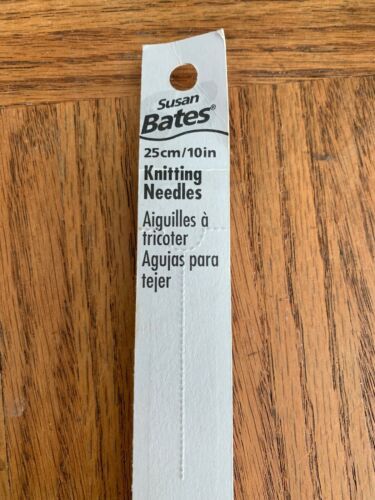 Susan
Bates®
25cm/10in
Knitting
Needles
Aiguilles à
tricoter
Agujas para
tejer